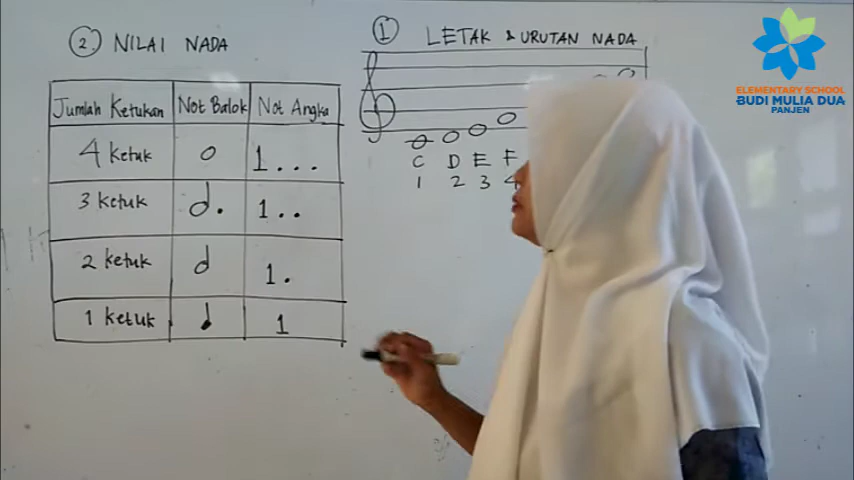 2. NILAI NADA
Jumlah Ketukan Not Balok Not Angka
4 ketuk 1...
3 ketuk 1..
2 ketuk 1.
1 ketuk 1
1 LETAK & URUTAN NADA
C D E F
1 2 3 4
ELEMENTARY SCHOOL
BUDI MULIA DUA
PANJEN